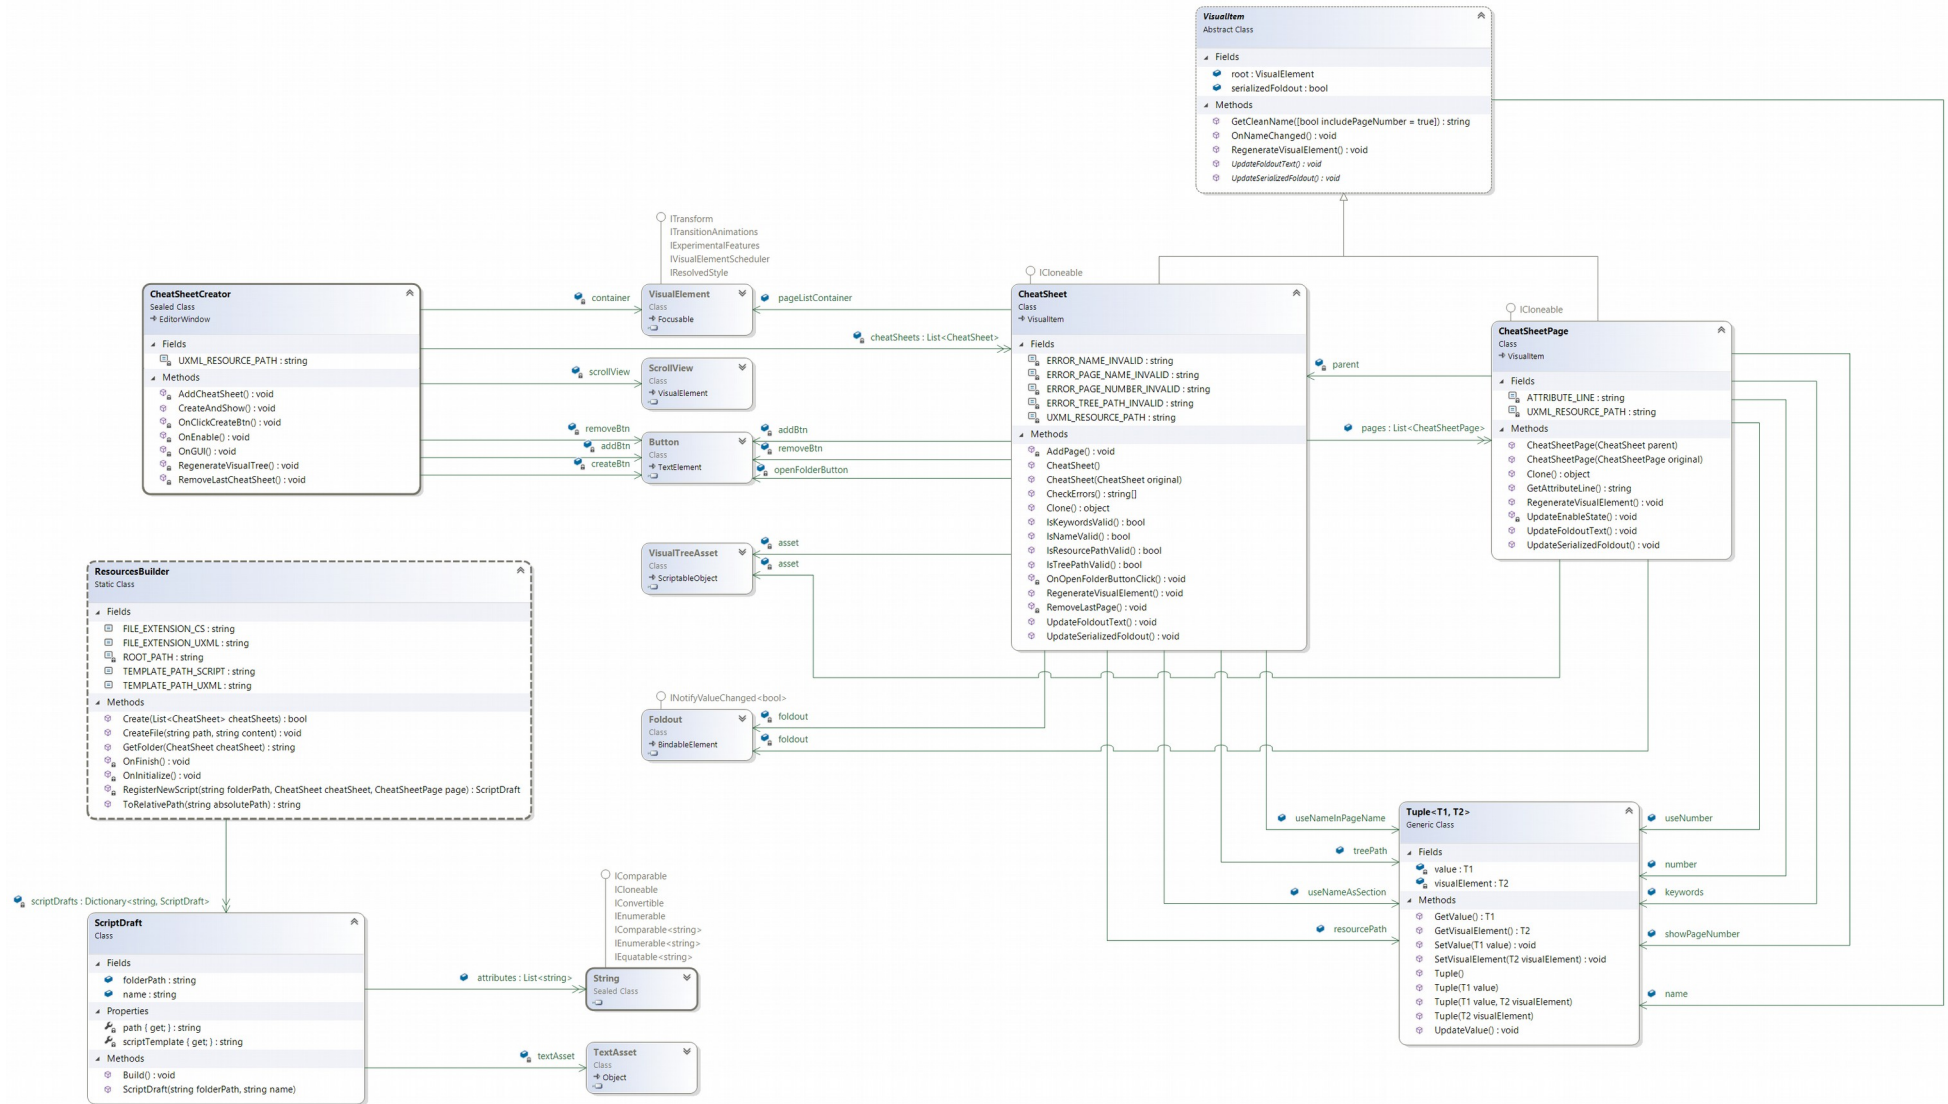 VisualItem
Abstract Class
Fields
root : VisualElement
serializedFoldout : bool
Methods
GetCleanName([bool includePageNumber = true]) : string
OnNameChanged() : void
RegenerateVisualElement() : void
UpdateFoldoutText() : void
UpdateSerializedFoldout() : void
ITransform
ITransitionAnimations
IExperimentalFeatures
IVisualElementScheduler
IResolvedStyle
CheatSheetCreator
Sealed Class
EditorWindow
Fields
UXML_RESOURCE_PATH : string
Methods
AddCheatSheet() : void
CreateAndShow() : void
OnClickCreateBtn() : void
OnEnable() : void
OnGUI() : void
RegenerateVisualTree() : void
RemoveLastCheatSheet() : void
container
scrollView
removeBtn
addBtn
createBtn
VisualElement
Class
Focusable
ScrollView
Class
VisualElement
Button
Class
TextElement
VisualTreeAsset
Class
ScriptableObject
pageListContainer
cheatSheets : List<CheatSheet>
addBtn
removeBtn
openFolderButton
asset
asset
ICloneable
CheatSheet
Class
VisualItem
Fields
ERROR_NAME_INVALID : string
ERROR_PAGE_NAME_INVALID : string
ERROR_PAGE_NUMBER_INVALID : string
ERROR_TREE_PATH_INVALID : string
UXML_RESOURCE_PATH : string
Methods
AddPage() : void
CheatSheet()
CheatSheet(CheatSheet original)
CheckErrors() : string[]
Clone() : object
IsKeywordsValid() : bool
IsNameValid() : bool
IsResourcePathValid() : bool
IsTreePathValid() : bool
OnOpenFolderButtonClick() : void
RegenerateVisualElement() : void
RemoveLastPage() : void
UpdateFoldoutText() : void
UpdateSerializedFoldout() : void
parent
pages : List<CheatSheetPage>
ICloneable
CheatSheetPage
Class
VisualItem
Fields
ATTRIBUTE_LINE : string
UXML_RESOURCE_PATH : string
Methods
CheatSheetPage(CheatSheet parent)
CheatSheetPage(CheatSheetPage original)
Clone() : object
GetAttributeLine() : string
RegenerateVisualElement() : void
UpdateEnableState() : void
UpdateFoldoutText() : void
UpdateSerializedFoldout() : void
ResourcesBuilder
Static Class
Fields
FILE_EXTENSION_CS : string
FILE_EXTENSION_UXML : string
ROOT_PATH : string
TEMPLATE_PATH_SCRIPT : string
TEMPLATE_PATH_UXML : string
Methods
Create(List<CheatSheet> cheatSheets) : bool
CreateFile(string path, string content) : void
GetFolder(CheatSheet cheatSheet) : string
OnFinish() : void
OnInitialize() : void
RegisterNewScript(string folderPath, CheatSheet cheatSheet, CheatSheetPage page) : ScriptDraft
ToRelativePath(string absolutePath) : string
INotifyValueChanged<bool>
Foldout
Class
BindableElement
foldout
foldout
useNameInPageName
treePath
useNameAsSection
resourcePath
Tuple<T1, T2>
Generic Class
Fields
value : T1
visualElement : T2
Methods
GetValue() : T1
GetVisualElement() : T2
SetValue(T1 value) : void
SetVisualElement(T2 visualElement) : void
Tuple()
Tuple(T1 value)
Tuple(T1 value, T2 visualElement)
Tuple(T2 visualElement)
UpdateValue() : void
useNumber
number
keywords
showPageNumber
name
scriptDrafts : Dictionary<string, ScriptDraft>
ScriptDraft
Class
Fields
folderPath : string
name : string
Properties
path { get; } : string
scriptTemplate { get; } : string
Methods
Build() : void
ScriptDraft(string folderPath, string name)
attributes : List<string>
textAsset
IComparable
ICloneable
IConvertible
IEnumerable
IComparable<string>
IEnumerable<string>
IEquatable<string>
String
Sealed Class
TextAsset
Class
Object